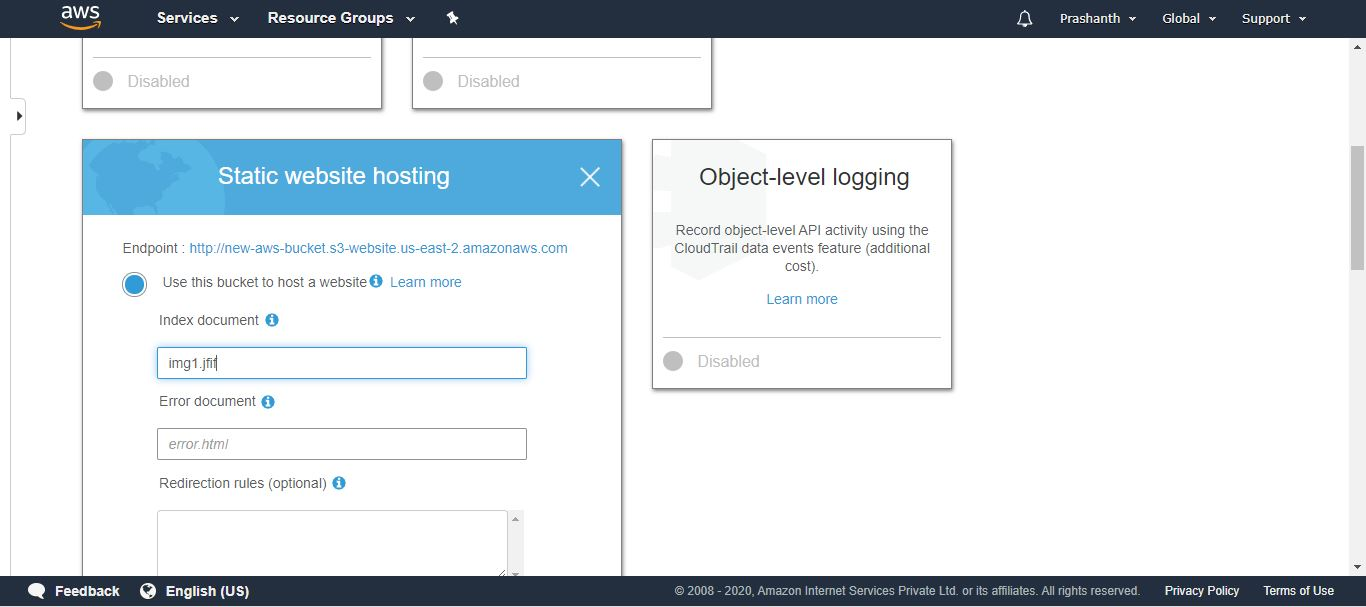 aws
Services
Resource Groups
Prashanth
Global
Support
Disabled
Disabled
Static website hosting
Endpoint : http://new-aws-bucket.s3-website.us-east-2.amazonaws.com
Use this bucket to host a website
Learn more
Index document
img1.jfif
Error document
error.html
Redirection rules (optional)
Object-level logging
Record object-level API activity using the
CloudTrail data events feature (additional
cost).
Learn more
Disabled
Feedback
English (US)
© 2008 - 2020, Amazon Internet Services Private Ltd. or its affiliates. All rights reserved.
Privacy Policy
Terms of Use